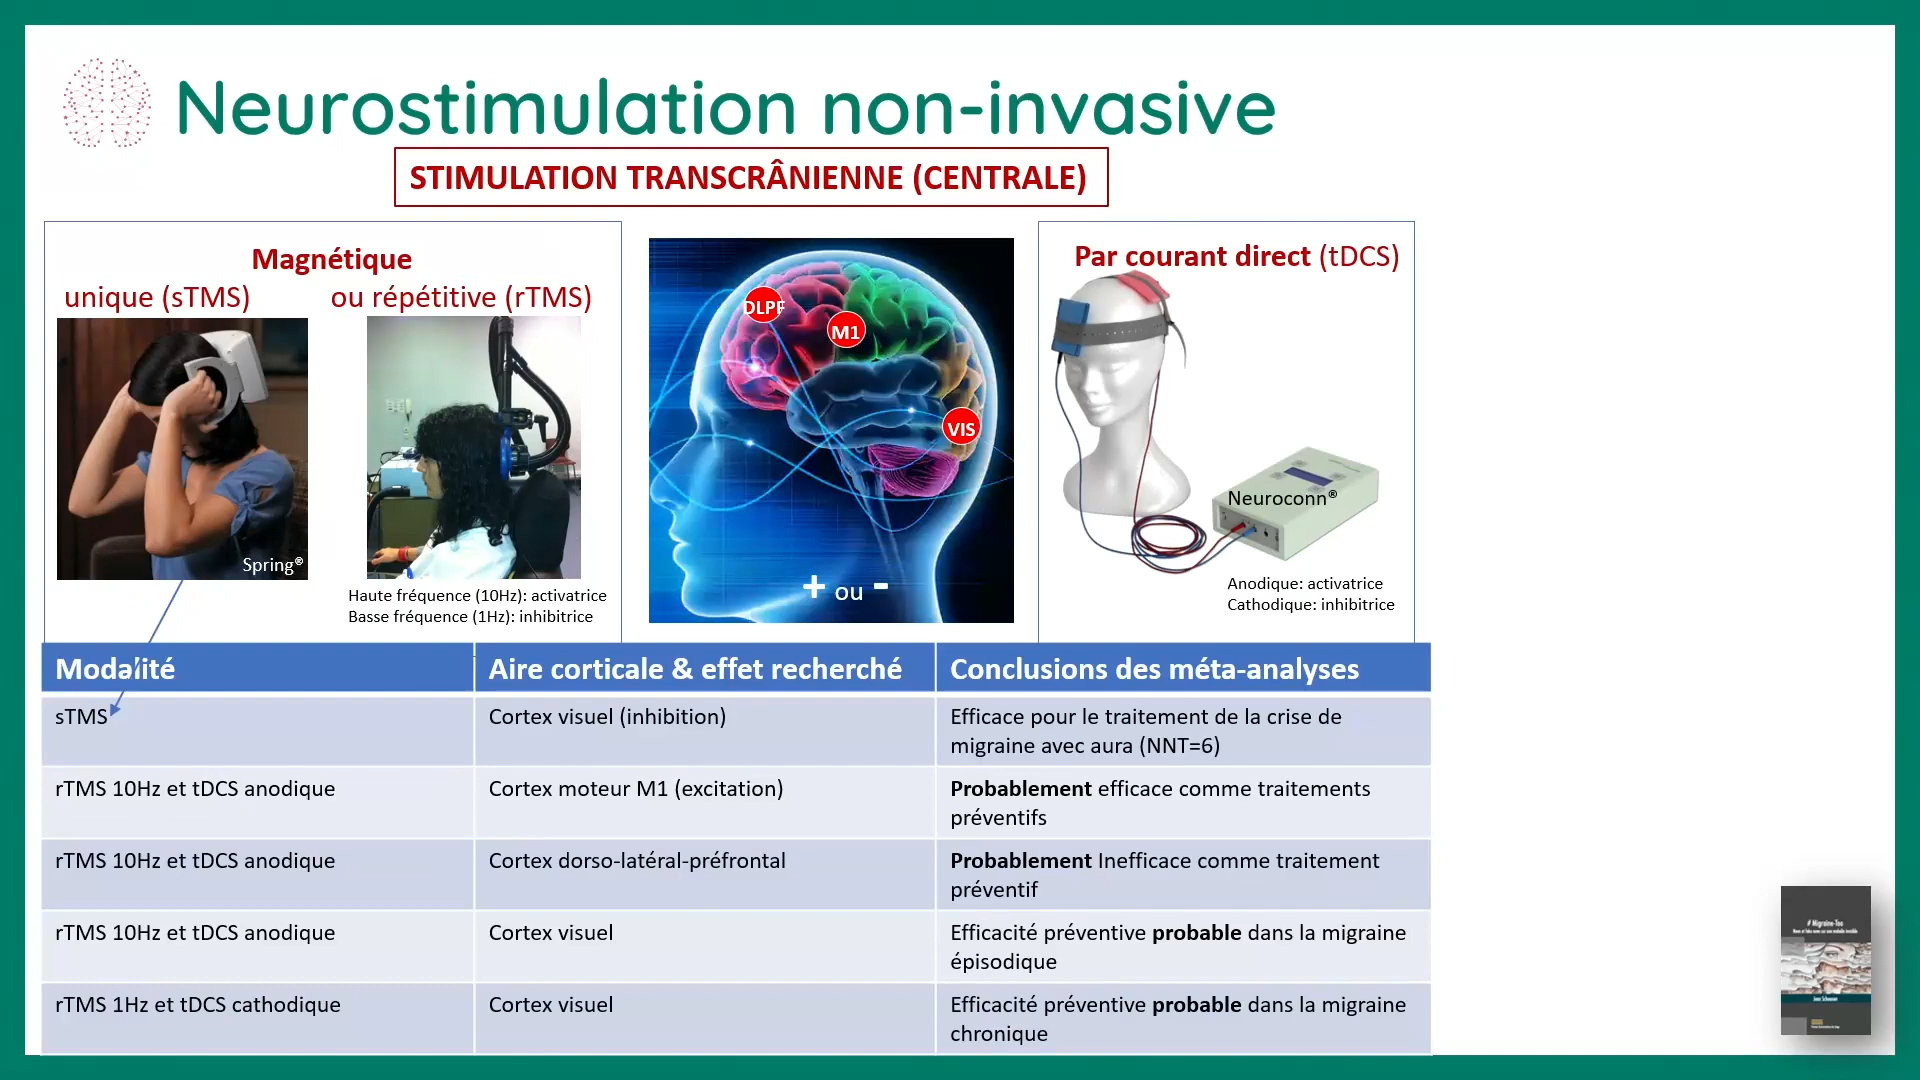 Neurostimulation non-invasive
STIMULATION TRANSCRÂNIENNE (CENTRALE)
Magnétique
unique (sTMS)
ou répétitive (rTMS)
Spring®
Haute fréquence (10Hz): activatrice
Basse fréquence (1Hz): inhibitrice
DLPF
M1
VIS
+ ou -
Par courant direct (tDCS)
Neuroconn®
Anodique: activatrice
Cathodique: inhibitrice
Modalité
Aire corticale & effet recherché
Conclusions des méta-analyses
sTMS
Cortex visuel (inhibition)
Efficace pour le traitement de la crise de
migraine avec aura (NNT=6)
rTMS 10Hz et tDCS anodique
Cortex moteur M1 (excitation)
Probablement efficace comme traitements
préventifs
rTMS 10Hz et tDCS anodique
Cortex dorso-latéral-préfrontal
Probablement Inefficace comme traitement
préventif
rTMS 10Hz et tDCS anodique
Cortex visuel
Efficacité préventive probable dans la migraine
épisodique
rTMS 1Hz et tDCS cathodique
Cortex visuel
Efficacité préventive probable dans la migraine
chronique
# Migraine-Too